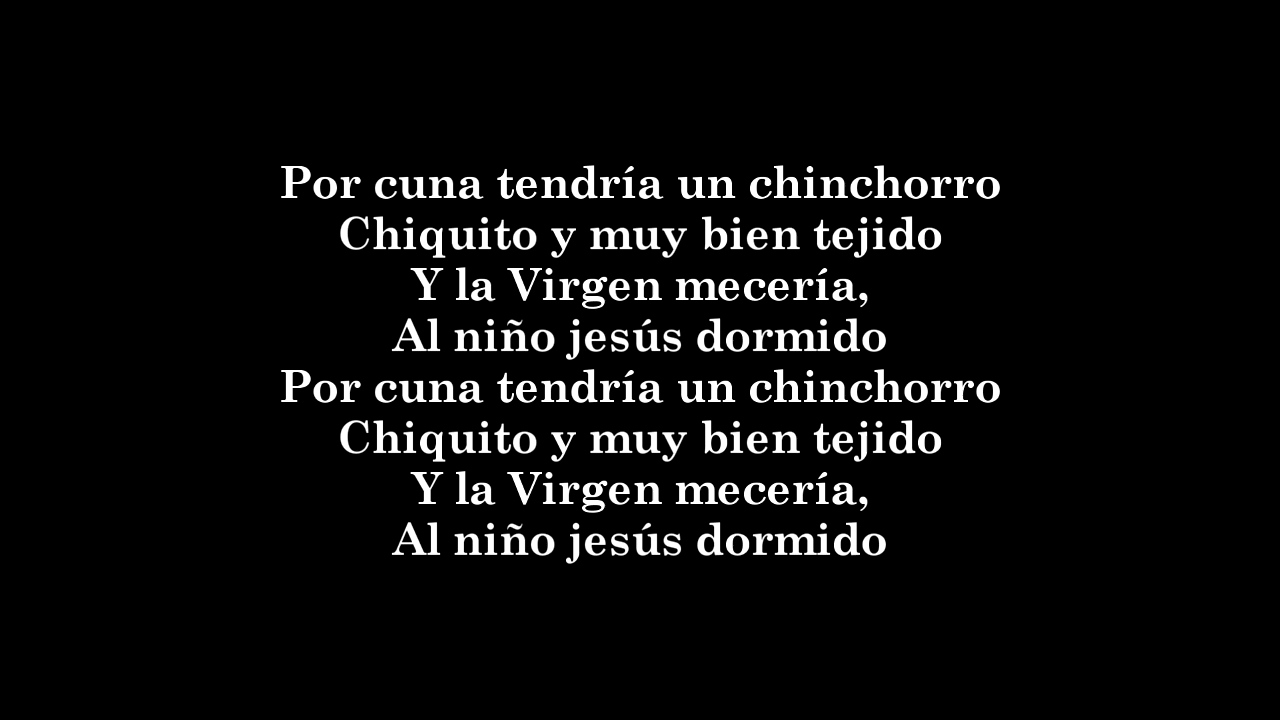 Por cuna tendría un chinchorro
Chiquito y muy bien tejido
Y la Virgen mecería,
Al niño jesús dormido
Por cuna tendría un chinchorro
Chiquito y muy bien tejido
Y la Virgen mecería,
Al niño jesús dormido